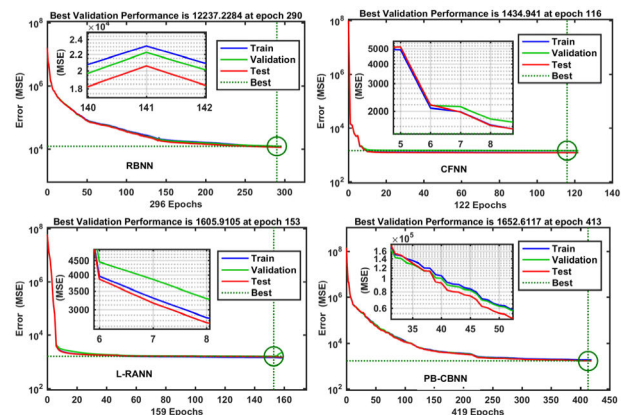 Best Validation Performance is 12237.2284 at epoch 290
Error (MSE)
10^6
10^4
10^2
×10^4
(MSE)
2.4
2.2
2
1.8
140 141 142
Train
Validation
Test
Best
RBNN
0 50 100 150 200 250 300
296 Epochs
Best Validation Performance is 1434.941 at epoch 116
Error (MSE)
10^8
10^6
10^4
10^2
(MSE)
5000
4000
3000
2000
5 6 7 8
Train
Validation
Test
Best
CFNN
0 20 40 60 80 100 120 140
122 Epochs
Best Validation Performance is 1605.9105 at epoch 153
Error (MSE)
10^8
10^6
10^4
10^2
(MSE)
4500
4000
3000
6 7 8
Train
Validation
Test
Best
L-RANN
0 20 40 60 80 100 120 140 160
159 Epochs
Best Validation Performance is 1652.6117 at epoch 413
Error (MSE)
10^8
10^6
10^4
10^2
×10^5
(MSE)
1.6
1.4
1.2
1
0.8
0.6
35 40 45 50
Train
Validation
Test
Best
PB-CBNN
0 50 100 150 200 250 300 350 400 450
419 Epochs